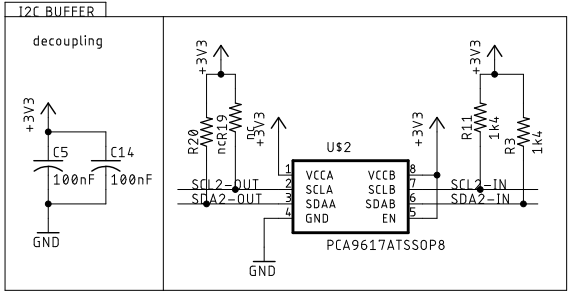 I2C BUFFER
decoupling
+3V3
C5
100nF
C14
100nF
GND
+3V3
R20
nc
R19
nc
+3V3
+3V3
R11
1k4
R3
1k4
+3V3
U$2
1 VCCA VCCB 8
SCL2-OUT 2 SCLA SCLB 7 SCL2-IN
SDA2-OUT 3 SDAA SDAB 6 SDA2-IN
4 GND EN 5
PCA9617ATSSOP8
GND